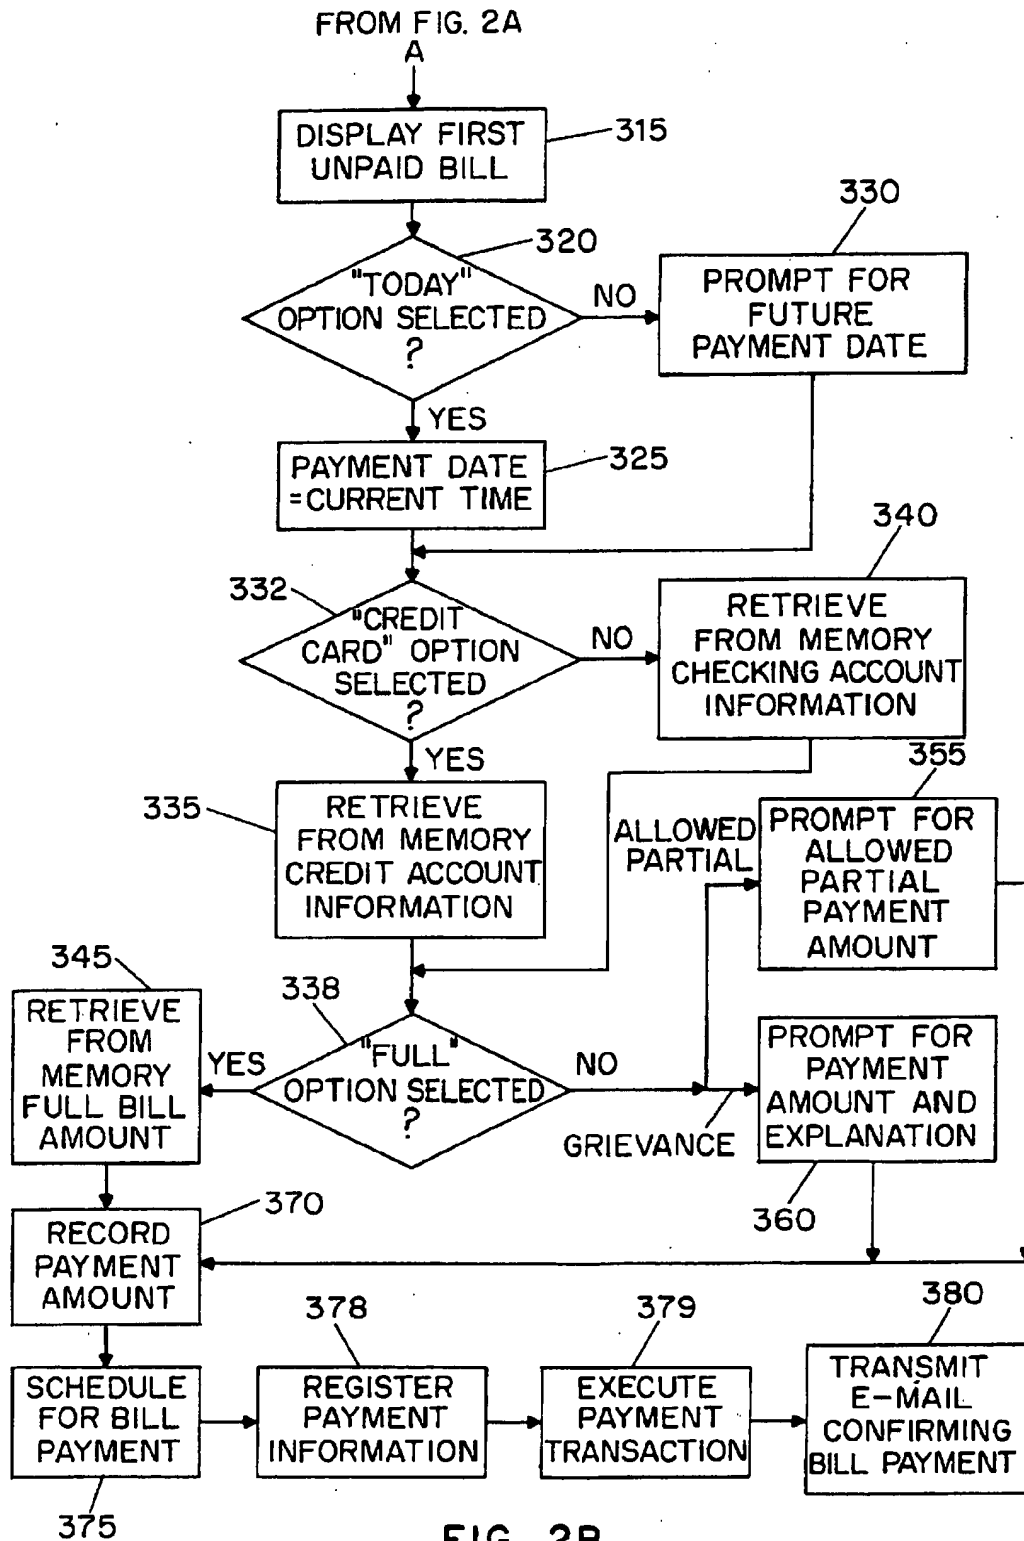 FROM FIG. 2A
A
DISPLAY FIRST
UNPAID BILL
315
320
"TODAY"
OPTION SELECTED
?
NO
330
PROMPT FOR
FUTURE
PAYMENT DATE
YES
PAYMENT DATE
=CURRENT TIME
325
332
"CREDIT
CARD" OPTION
SELECTED
?
NO
340
RETRIEVE
FROM MEMORY
CHECKING ACCOUNT
INFORMATION
YES
335
RETRIEVE
FROM MEMORY
CREDIT ACCOUNT
INFORMATION
ALLOWED
PARTIAL
355
PROMPT FOR
ALLOWED
PARTIAL
PAYMENT
AMOUNT
345
RETRIEVE
FROM
MEMORY
FULL BILL
AMOUNT
YES
338
"FULL"
OPTION SELECTED
?
NO
GRIEVANCE
PROMPT FOR
PAYMENT
AMOUNT AND
EXPLANATION
360
370
RECORD
PAYMENT
AMOUNT
SCHEDULE
FOR BILL
PAYMENT
375
378
REGISTER
PAYMENT
INFORMATION
379
EXECUTE
PAYMENT
TRANSACTION
380
TRANSMIT
E-MAIL
CONFIRMING
BILL PAYMENT
FIG. 2B